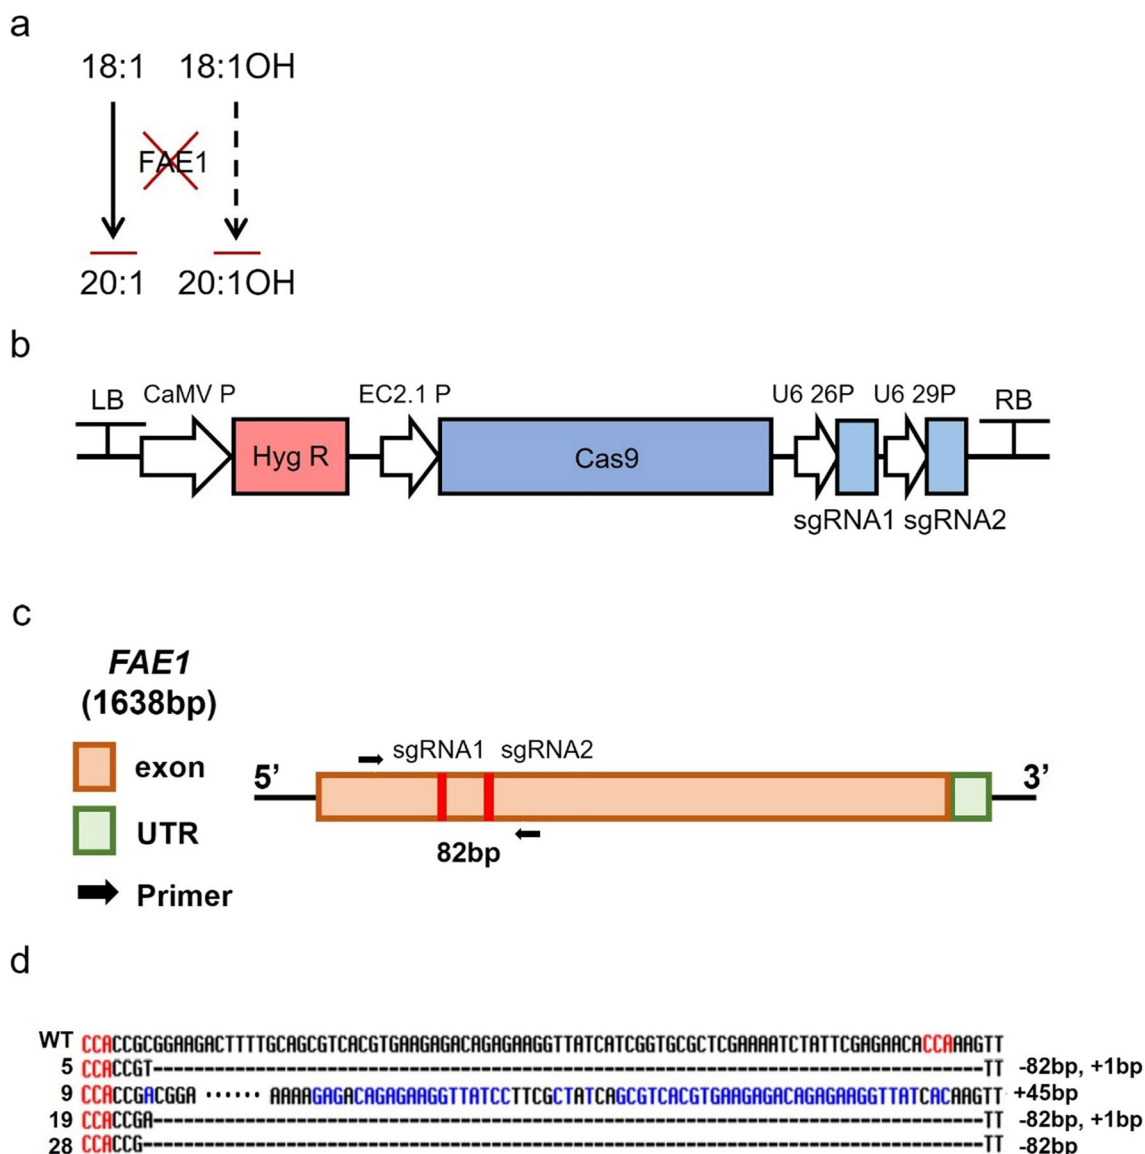 a
18:1 18:1OH
FAE1
20:1 20:1OH
b
LB CaMV P EC2.1 P U6 26P U6 29P RB
Hyg R Cas9
sgRNA1 sgRNA2
c
FAE1
(1638bp)
sgRNA1 sgRNA2
exon 5’ 3’
UTR
82bp
Primer
d
WT CCACCGCGGAAGACTTTTGCAGCGTCACGTGAAGAGACAGAGAAGGTTATCATCGGTGCGCTCGAAAATCTATTCGAGAACACCAAAGTT
5 CCACCGT---------------------------------------------------------------------------------TT -82bp, +1bp
9 CCACCGACGGA ······ AAAAGAGACAGAGAAGGTTATCCTTCGCTATCAGCGTCACGTGAAGAGACAGAGAAGGTTATCACAAGTT +45bp
19 CCACCGA---------------------------------------------------------------------------------TT -82bp, +1bp
28 CCACCG----------------------------------------------------------------------------------TT -82bp